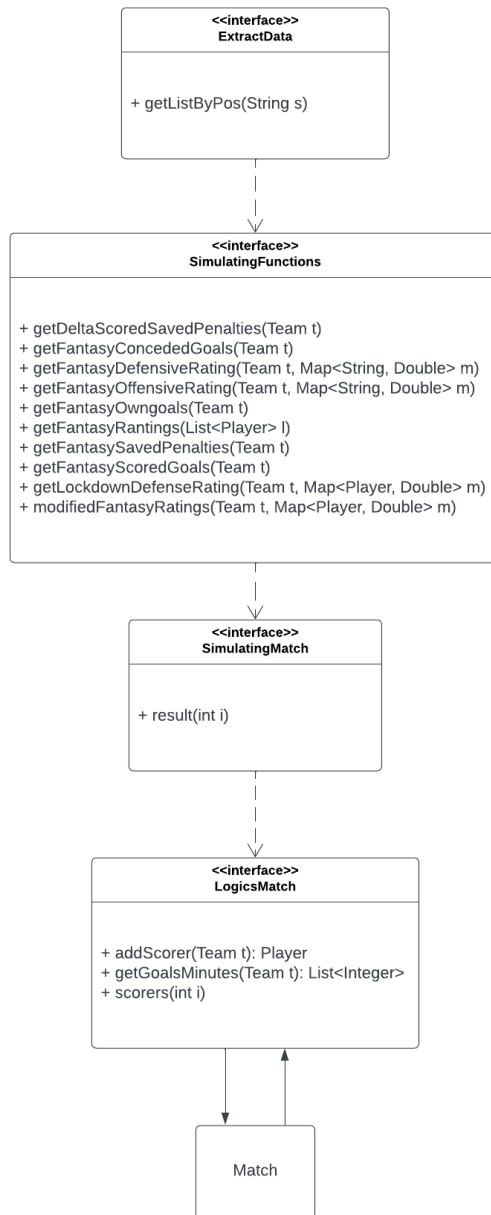 <<interface>>
ExtractData
+ getListByPos(String s)
<<interface>>
SimulatingFunctions
+ getDeltaScoredSavedPenalties(Team t)
+ getFantasyConcededGoals(Team t)
+ getFantasyDefensiveRating(Team t, Map<String, Double> m)
+ getFantasyOffensiveRating(Team t, Map<String, Double> m)
+ getFantasyOwngoals(Team t)
+ getFantasyRantings(List<Player> l)
+ getFantasySavedPenalties(Team t)
+ getFantasyScoredGoals(Team t)
+ getLockdownDefenseRating(Team t, Map<Player, Double> m)
+ modifiedFantasyRatings(Team t, Map<Player, Double> m)
<<interface>>
SimulatingMatch
+ result(int i)
<<interface>>
LogicsMatch
+ addScorer(Team t): Player
+ getGoalsMinutes(Team t): List<Integer>
+ scorers(int i)
Match